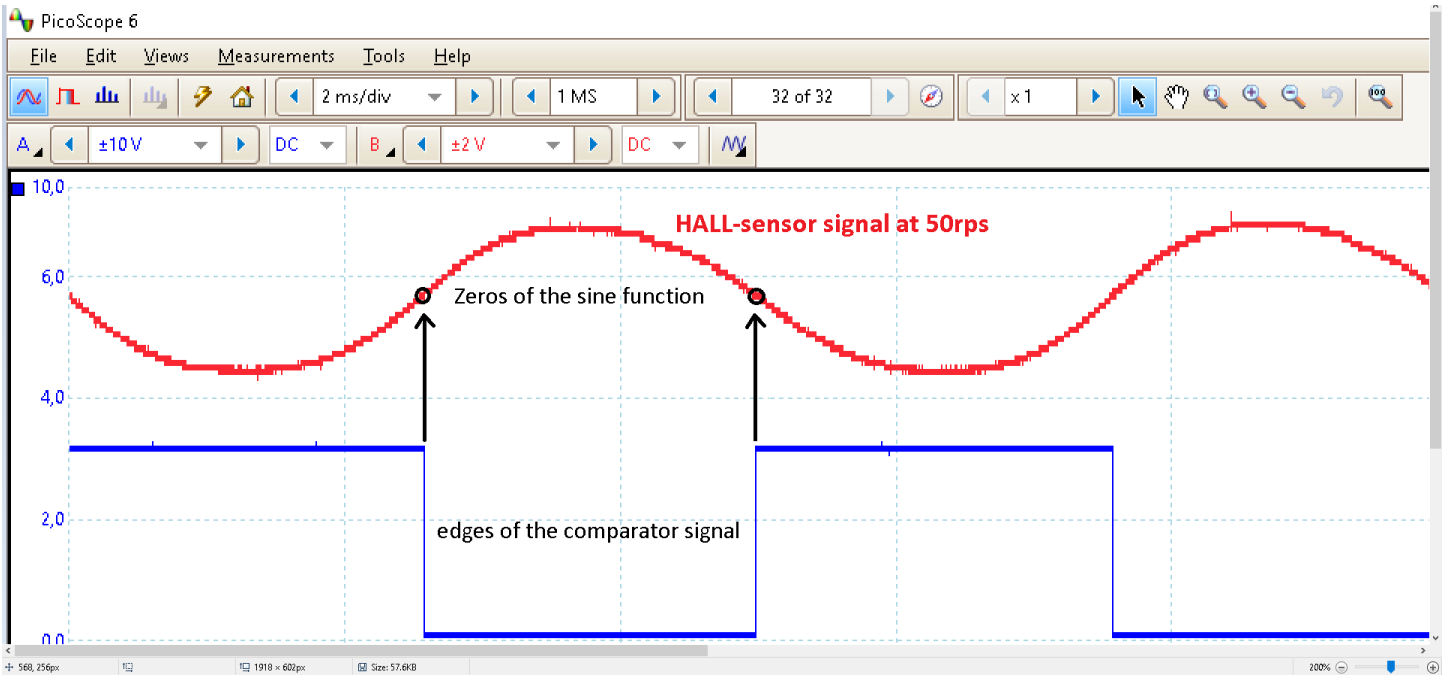 PicoScope 6
File Edit Views Measurements Tools Help
2 ms/div 1 MS 32 of 32 x 1
A ±10 V DC B ±2 V DC
10,0
HALL-sensor signal at 50rps
6,0
Zeros of the sine function
4,0
2,0
edges of the comparator signal
0,0
568, 256px 1918 × 602px Size: 57.6KB 200%